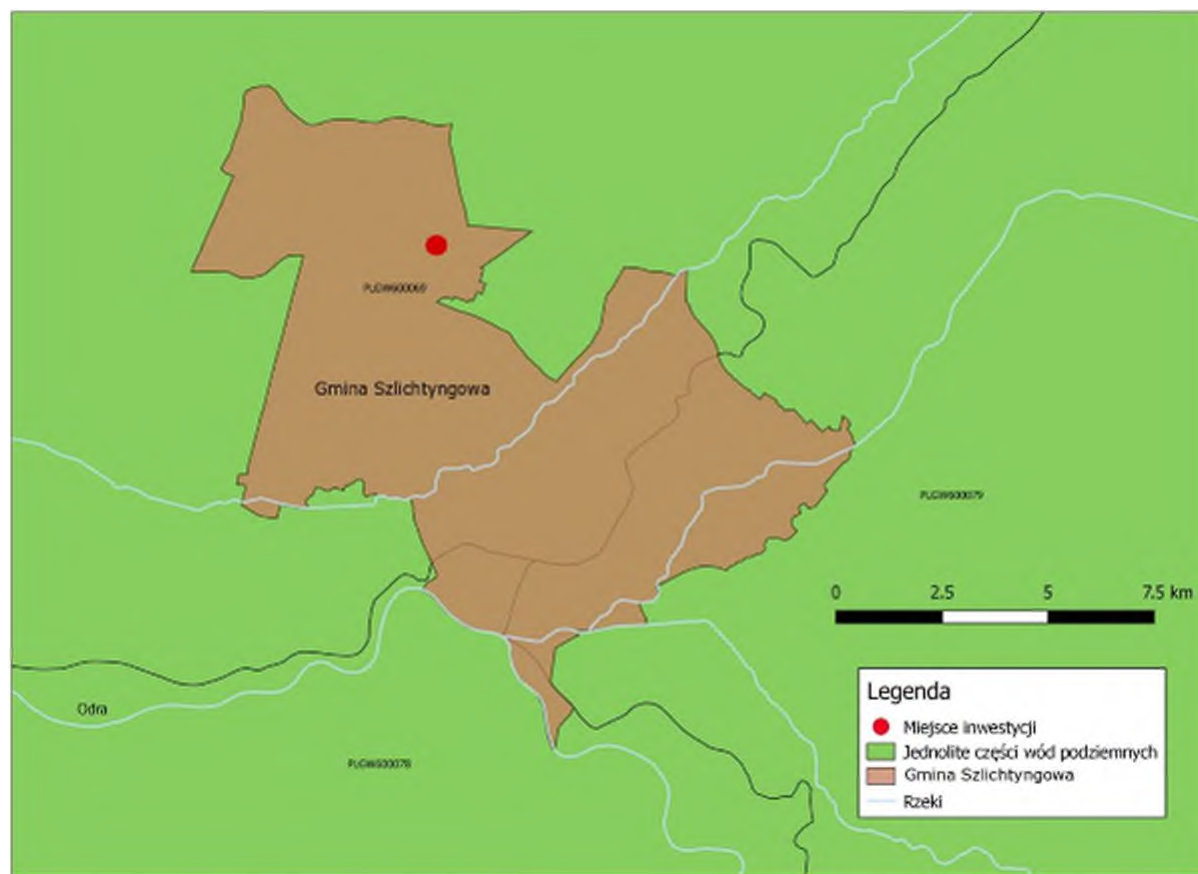 PLGW600069
Gmina Szlichtyngowa
PLGW600079
0 2.5 5 7.5 km
Odra
PLGW600078
Legenda
Miejsce inwestycji
Jednolite części wód podziemnych
Gmina Szlichtyngowa
Rzeki